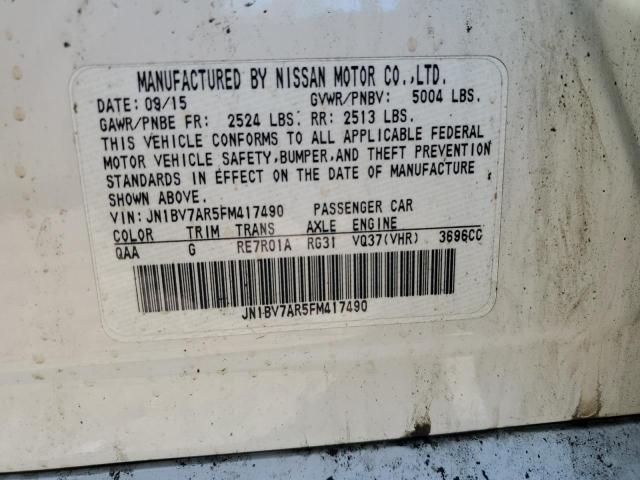 MANUFACTURED BY NISSAN MOTOR CO.,LTD.
DATE: 09/15 GVWR/PNBV: 5004 LBS.
GAWR/PNBE FR: 2524 LBS. RR: 2513 LBS.
THIS VEHICLE CONFORMS TO ALL APPLICABLE FEDERAL
MOTOR VEHICLE SAFETY,BUMPER,AND THEFT PREVENTION
STANDARDS IN EFFECT ON THE DATE OF MANUFACTURE
SHOWN ABOVE.
VIN: JN1BV7AR5FM417490 PASSENGER CAR
COLOR TRIM TRANS AXLE ENGINE
QAA G RE7R01A RG31 VQ37(VHR) 3696CC
JN1BV7AR5FM417490